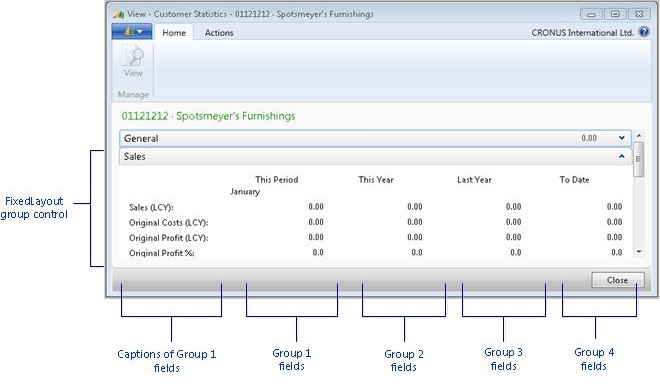 View - Customer Statistics - 01121212 - Spotsmeyer's Furnishings
Home Actions CRONUS International Ltd.
View
Manage
01121212 · Spotsmeyer's Furnishings
General 0.00
Sales
This Period This Year Last Year To Date
January
Sales (LCY): 0.00 0.00 0.00 0.00
Original Costs (LCY): 0.00 0.00 0.00 0.00
Original Profit (LCY): 0.00 0.00 0.00 0.00
Original Profit %: 0.0 0.0 0.0 0.0
Close
FixedLayout
group control
Captions of Group 1
fields
Group 1
fields
Group 2
fields
Group 3
fields
Group 4
fields